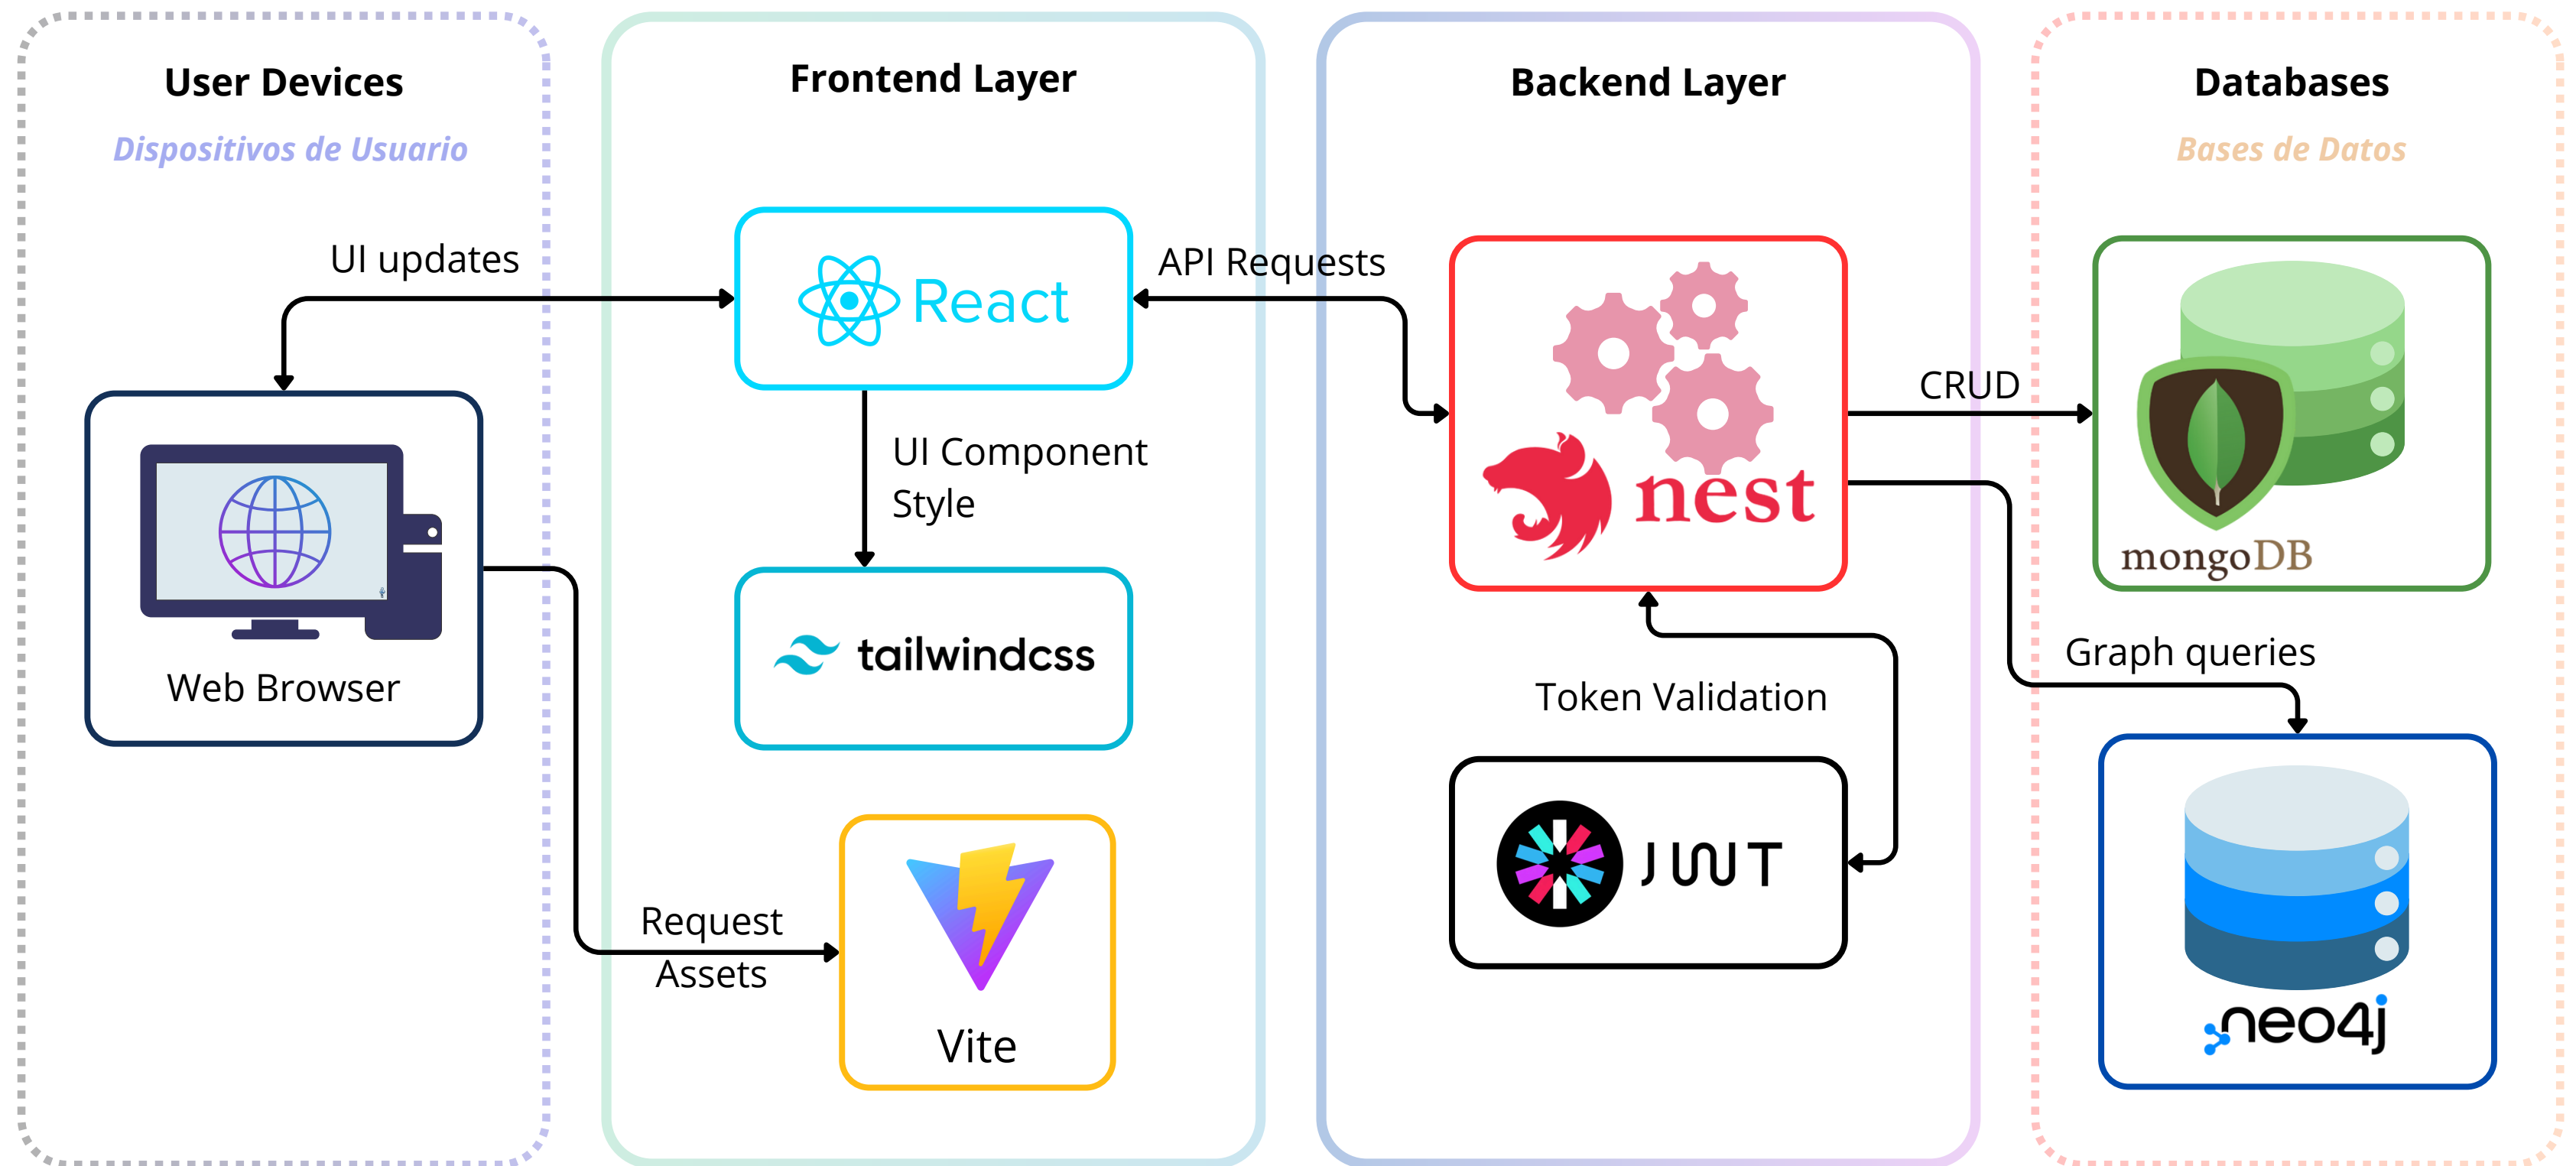 User Devices
Dispositivos de Usuario
UI updates
Web Browser
Frontend Layer
React
UI Component
Style
tailwindcss
Request
Assets
Vite
API Requests
Backend Layer
nest
Token Validation
JWT
CRUD
Databases
Bases de Datos
mongoDB
Graph queries
neo4j